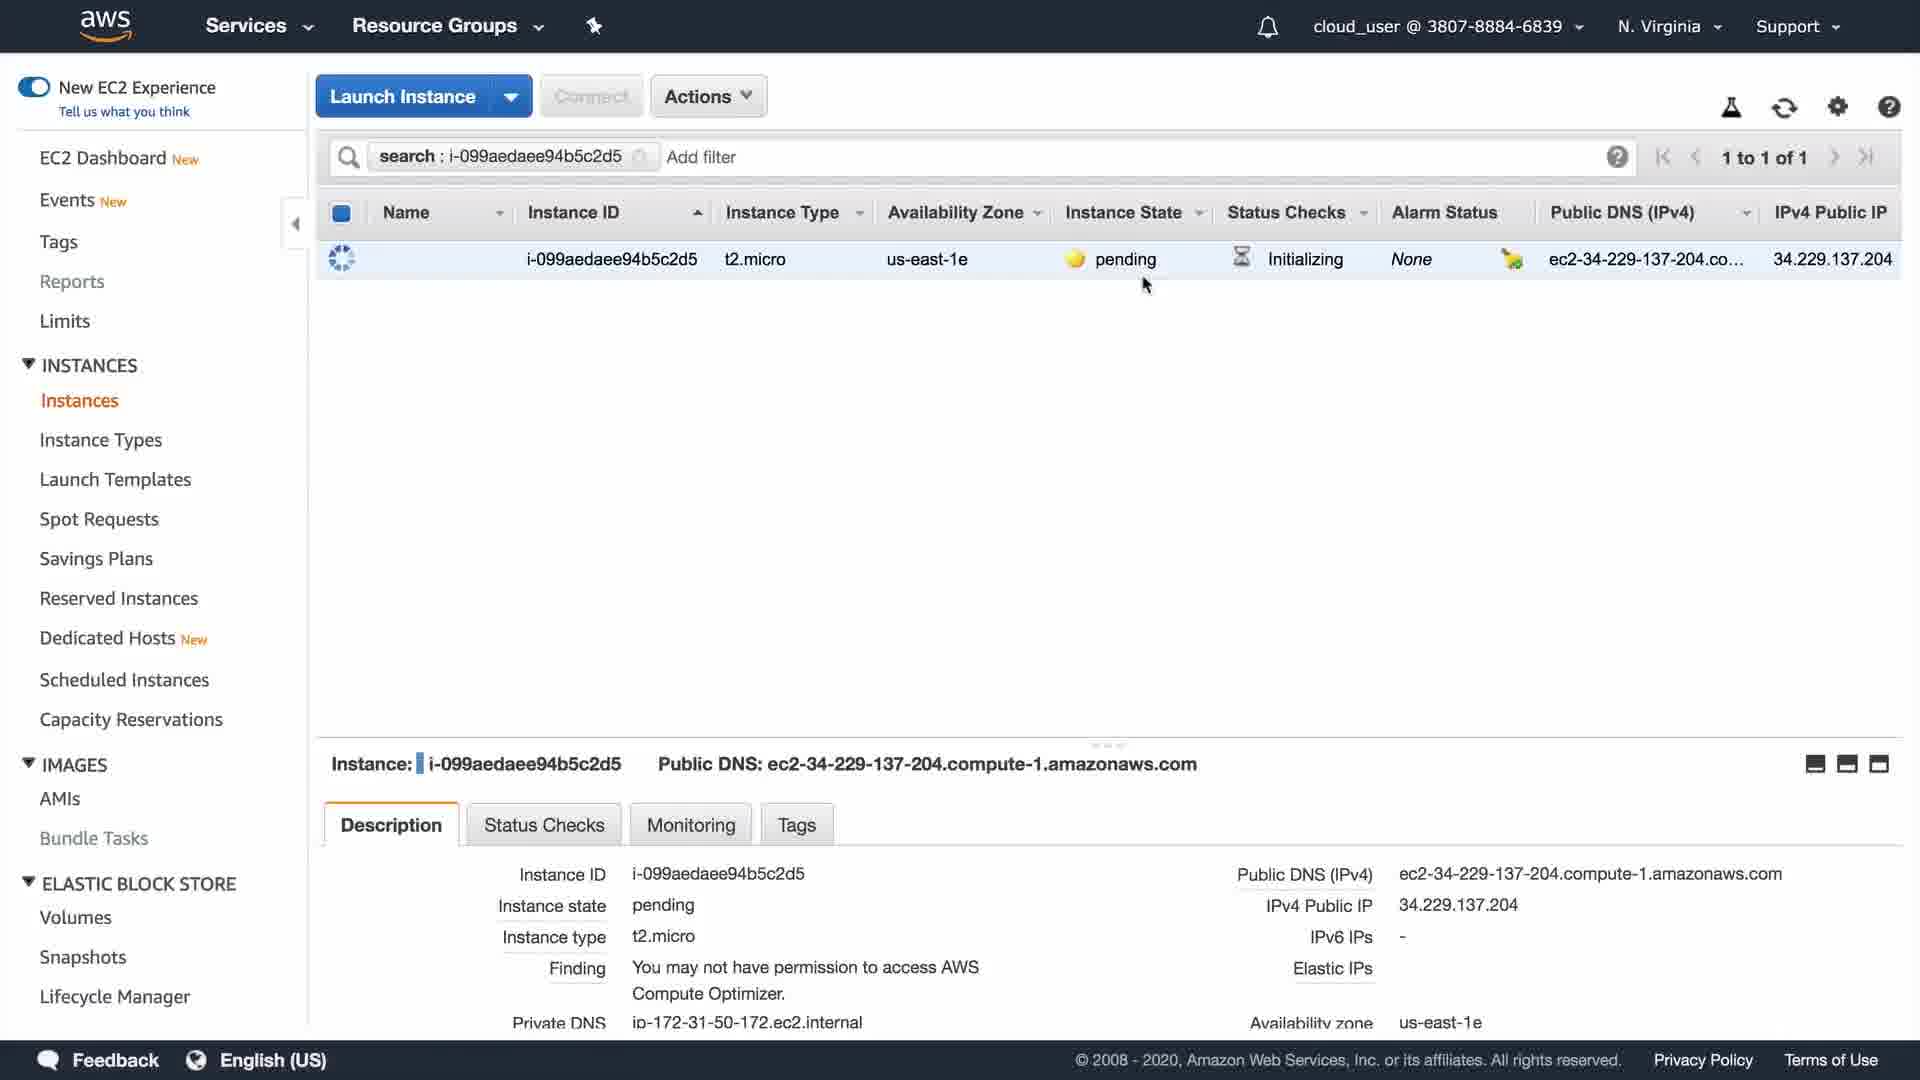 aws Services Resource Groups cloud_user @ 3807-8884-6839 N. Virginia Support
New EC2 Experience
Tell us what you think
EC2 Dashboard New
Events New
Tags
Reports
Limits
INSTANCES
Instances
Instance Types
Launch Templates
Spot Requests
Savings Plans
Reserved Instances
Dedicated Hosts New
Scheduled Instances
Capacity Reservations
IMAGES
AMIs
Bundle Tasks
ELASTIC BLOCK STORE
Volumes
Snapshots
Lifecycle Manager
Launch Instance Connect Actions
search : i-099aedaee94b5c2d5 Add filter 1 to 1 of 1
Name Instance ID Instance Type Availability Zone Instance State Status Checks Alarm Status Public DNS (IPv4) IPv4 Public IP
i-099aedaee94b5c2d5 t2.micro us-east-1e pending Initializing None ec2-34-229-137-204.co... 34.229.137.204
Instance: i-099aedaee94b5c2d5 Public DNS: ec2-34-229-137-204.compute-1.amazonaws.com
Description Status Checks Monitoring Tags
Instance ID i-099aedaee94b5c2d5 Public DNS (IPv4) ec2-34-229-137-204.compute-1.amazonaws.com
Instance state pending IPv4 Public IP 34.229.137.204
Instance type t2.micro IPv6 IPs -
Finding You may not have permission to access AWS Elastic IPs
Compute Optimizer.
Private DNS ip-172-31-50-172.ec2.internal Availability zone us-east-1e
Feedback English (US) © 2008 - 2020, Amazon Web Services, Inc. or its affiliates. All rights reserved. Privacy Policy Terms of Use